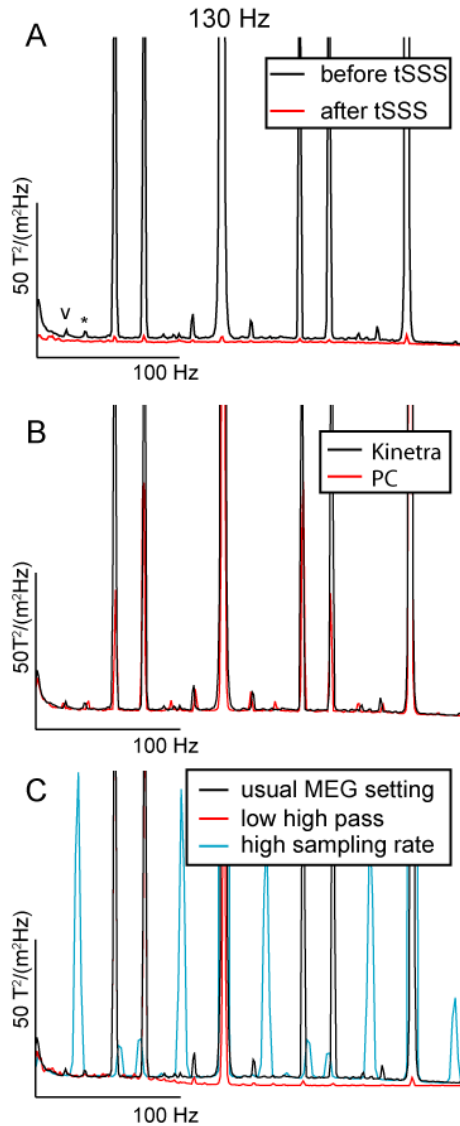 130 Hz
A
before tSSS
after tSSS
50 T²/(m²Hz)
v *
100 Hz
B
Kinetra
PC
50T²/(m²Hz)
100 Hz
C
usual MEG setting
low high pass
high sampling rate
50 T²/(m²Hz)
100 Hz